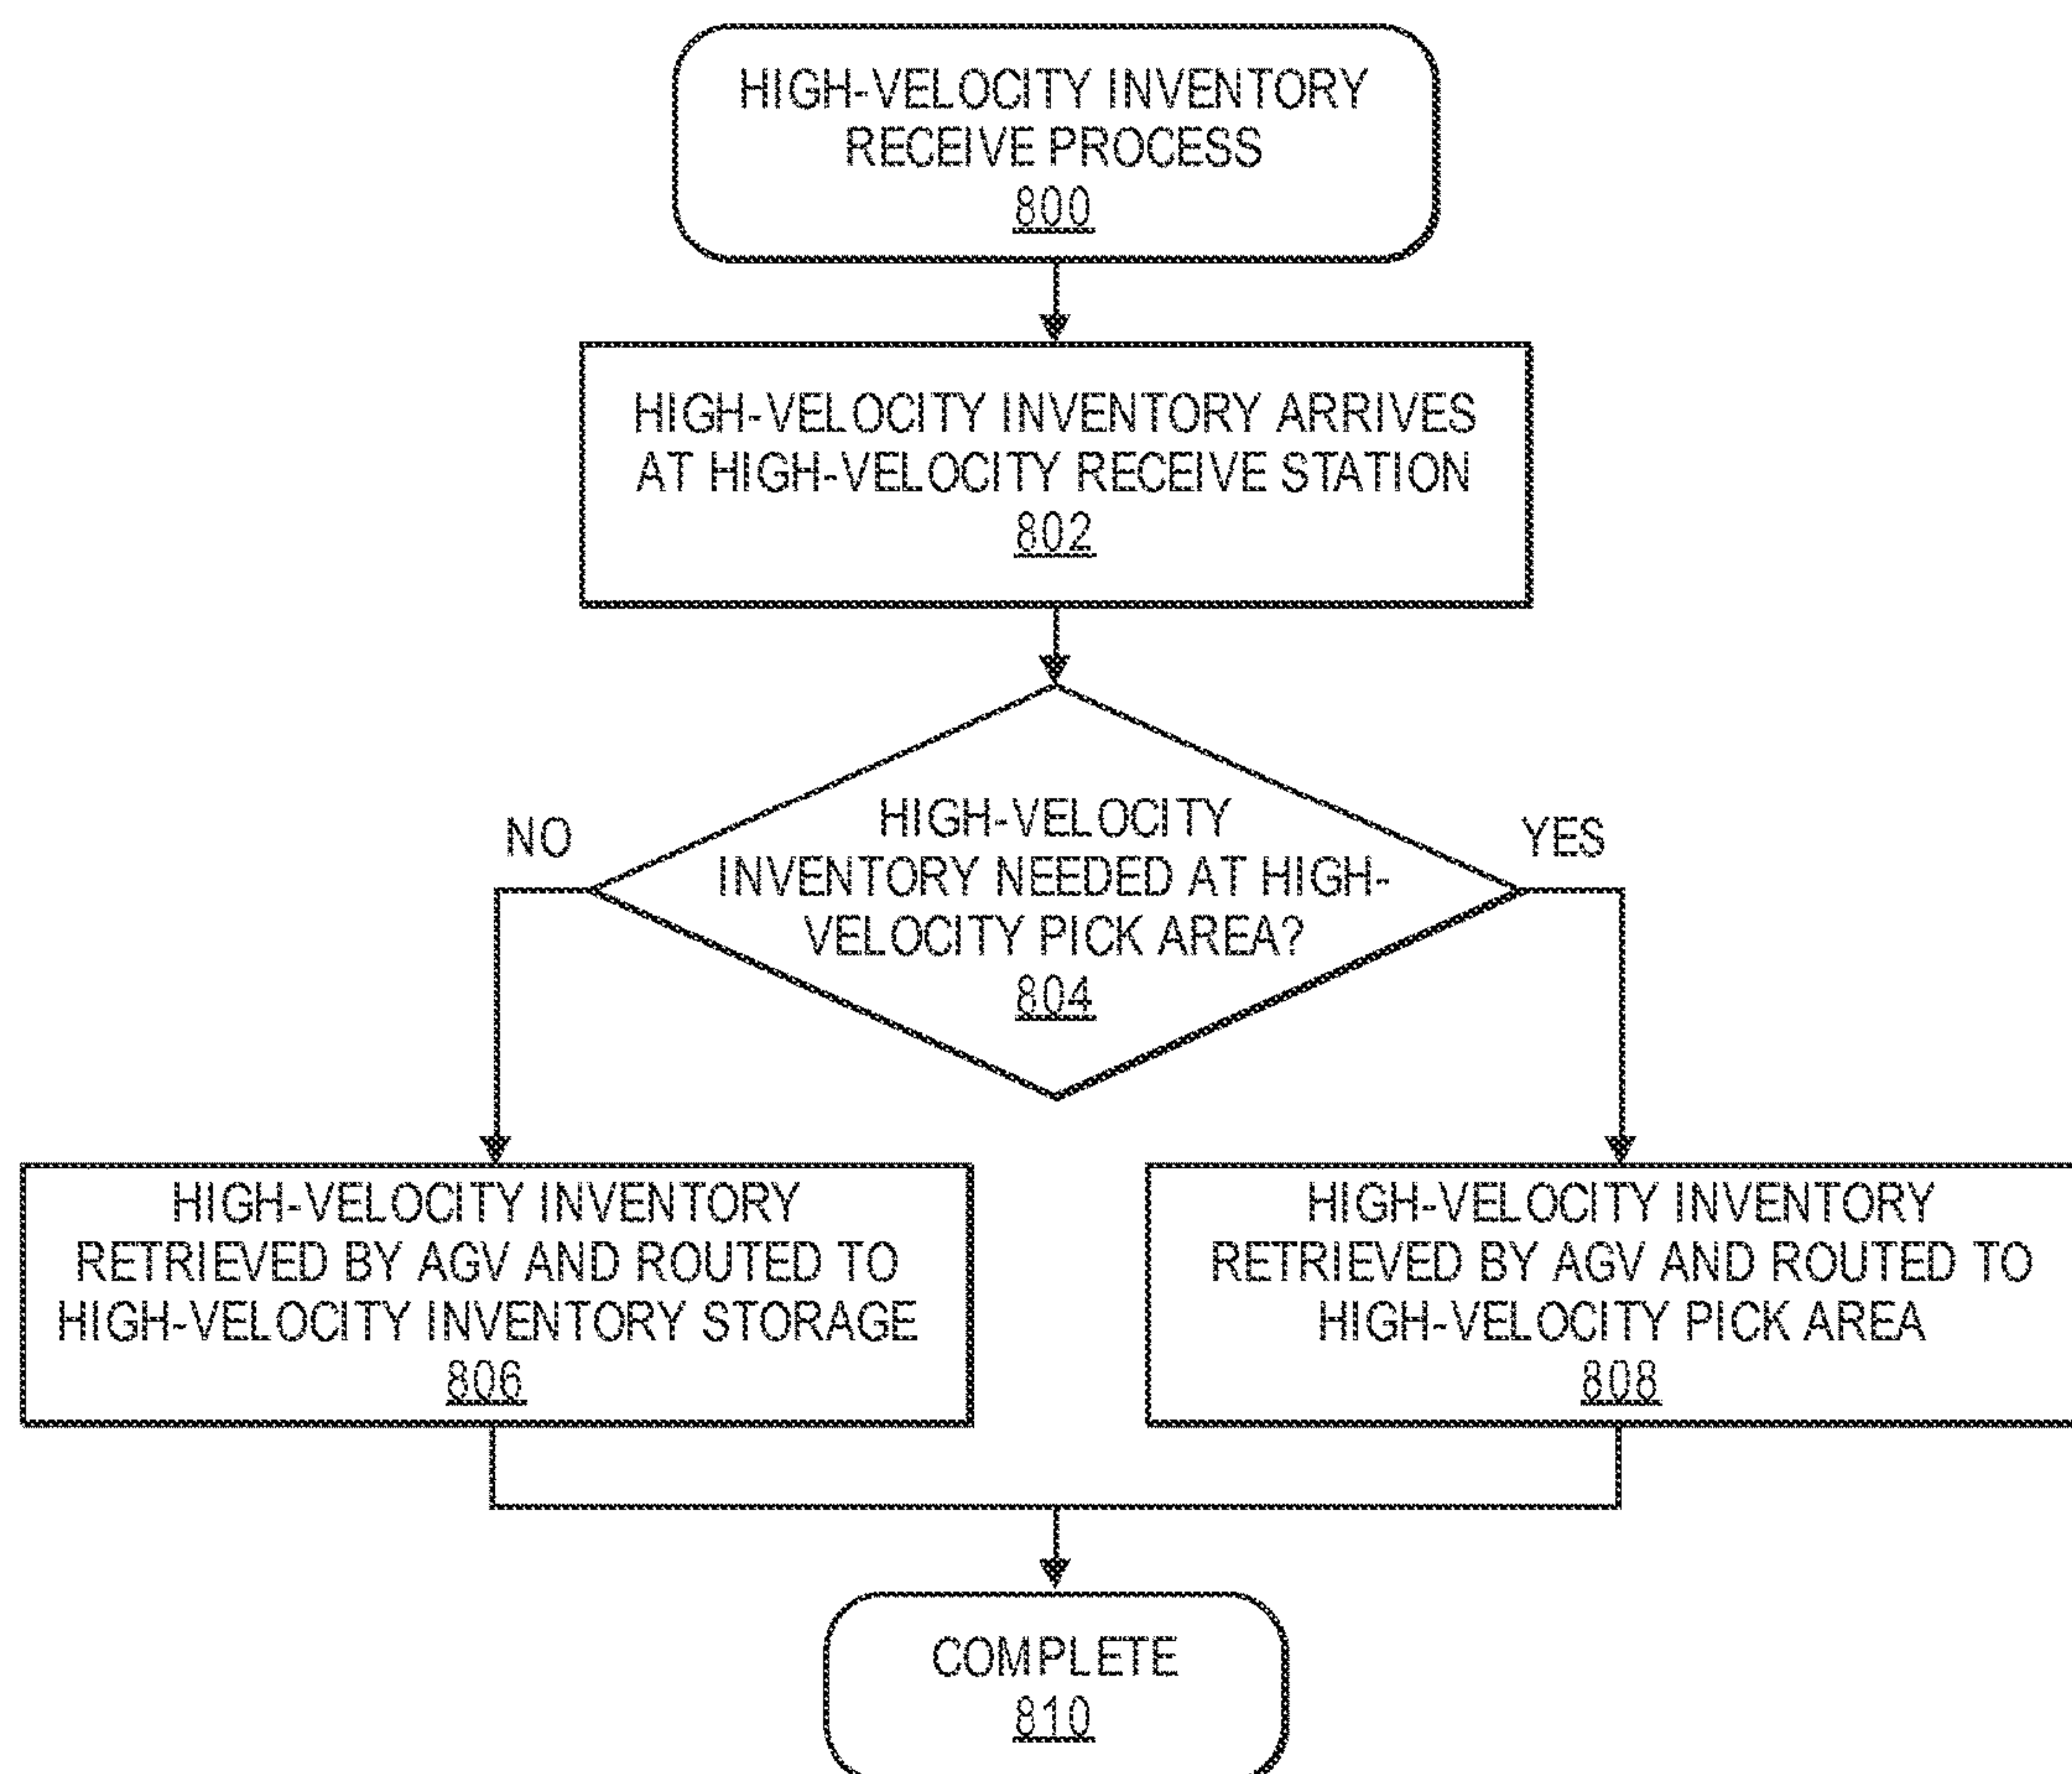 HIGH-VELOCITY INVENTORY
RECEIVE PROCESS
800
HIGH-VELOCITY INVENTORY ARRIVES
AT HIGH-VELOCITY RECEIVE STATION
802
HIGH-VELOCITY
INVENTORY NEEDED AT HIGH-
VELOCITY PICK AREA?
804
NO
YES
HIGH-VELOCITY INVENTORY
RETRIEVED BY AGV AND ROUTED TO
HIGH-VELOCITY INVENTORY STORAGE
806
HIGH-VELOCITY INVENTORY
RETRIEVED BY AGV AND ROUTED TO
HIGH-VELOCITY PICK AREA
808
COMPLETE
810